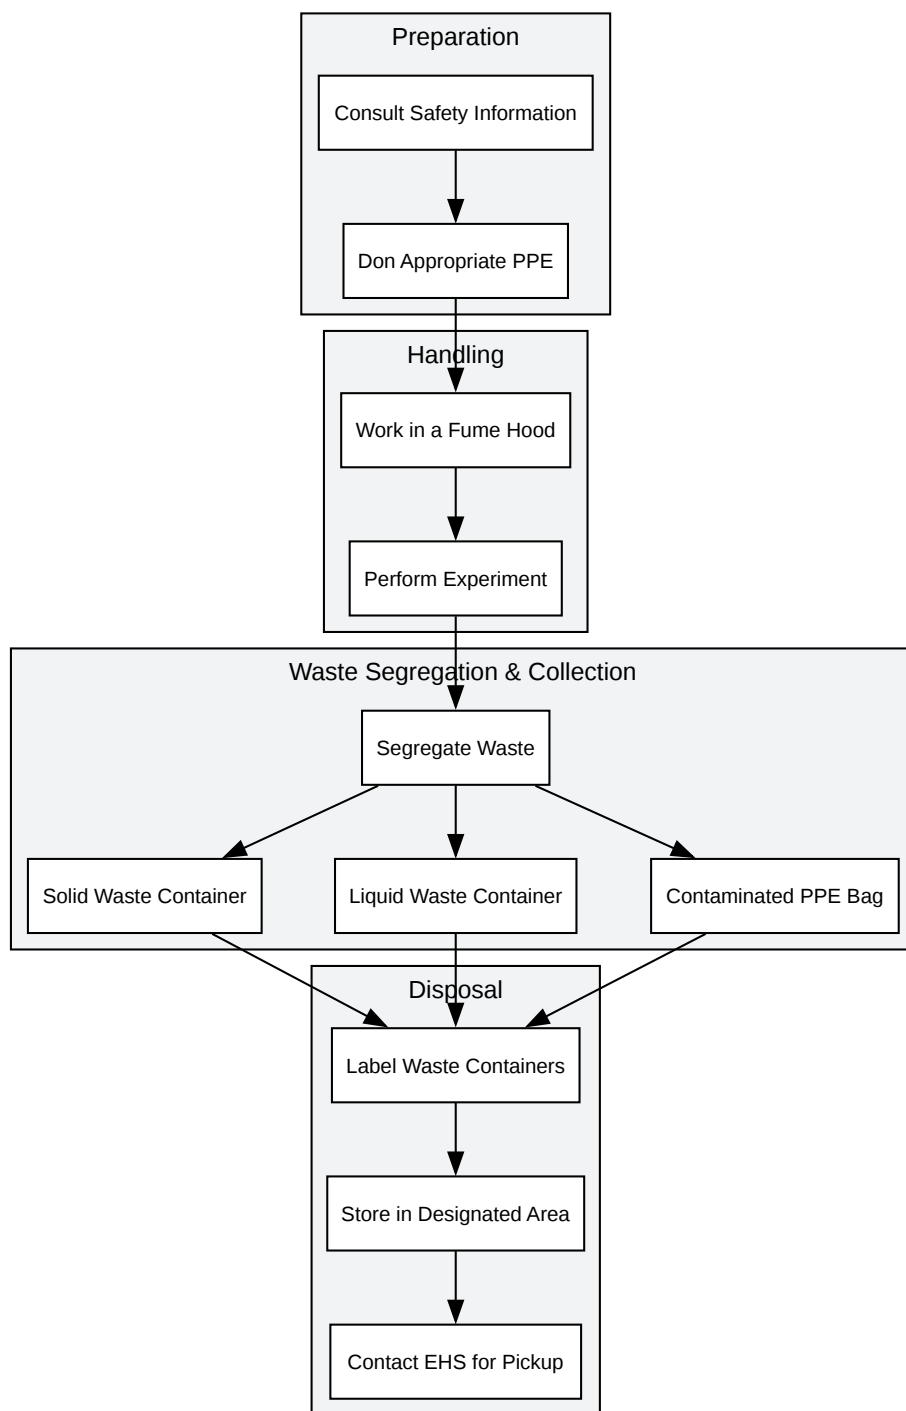 Preparation
Consult Safety Information
Don Appropriate PPE
Handling
Work in a Fume Hood
Perform Experiment
Waste Segregation & Collection
Segregate Waste
Solid Waste Container
Liquid Waste Container
Contaminated PPE Bag
Disposal
Label Waste Containers
Store in Designated Area
Contact EHS for Pickup